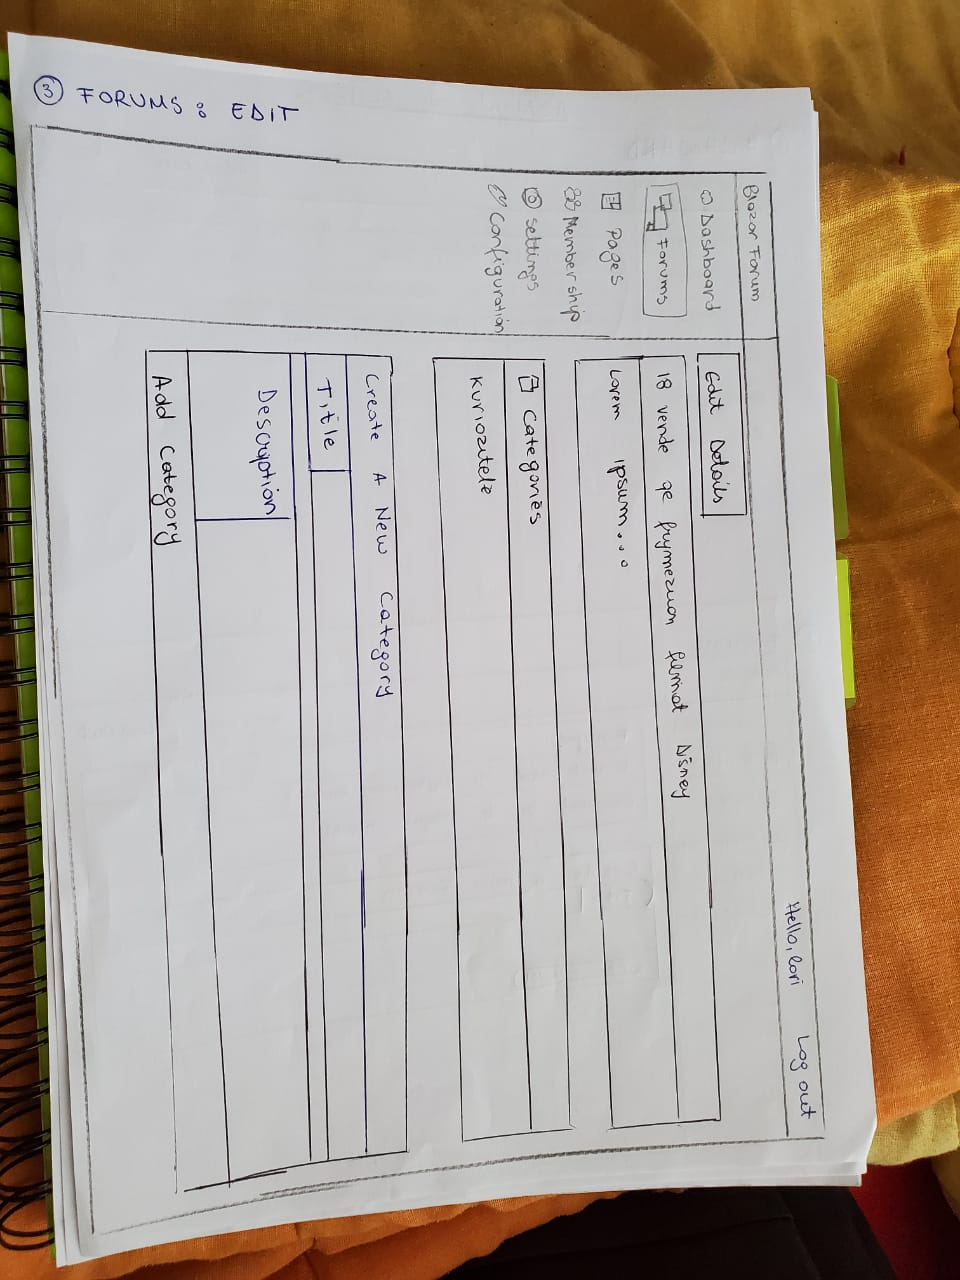 ③ FORUMS: EDIT
Blazor Forum
Hello, lori
Log out
Dashboard
Forums
Pages
Membership
settings
Configuration
Edit Details
18 vende qe frymezuan filmat Disney
Lorem ipsum...
Categories
Kuriozitete
Create A New Category
Title
Description
Add Category